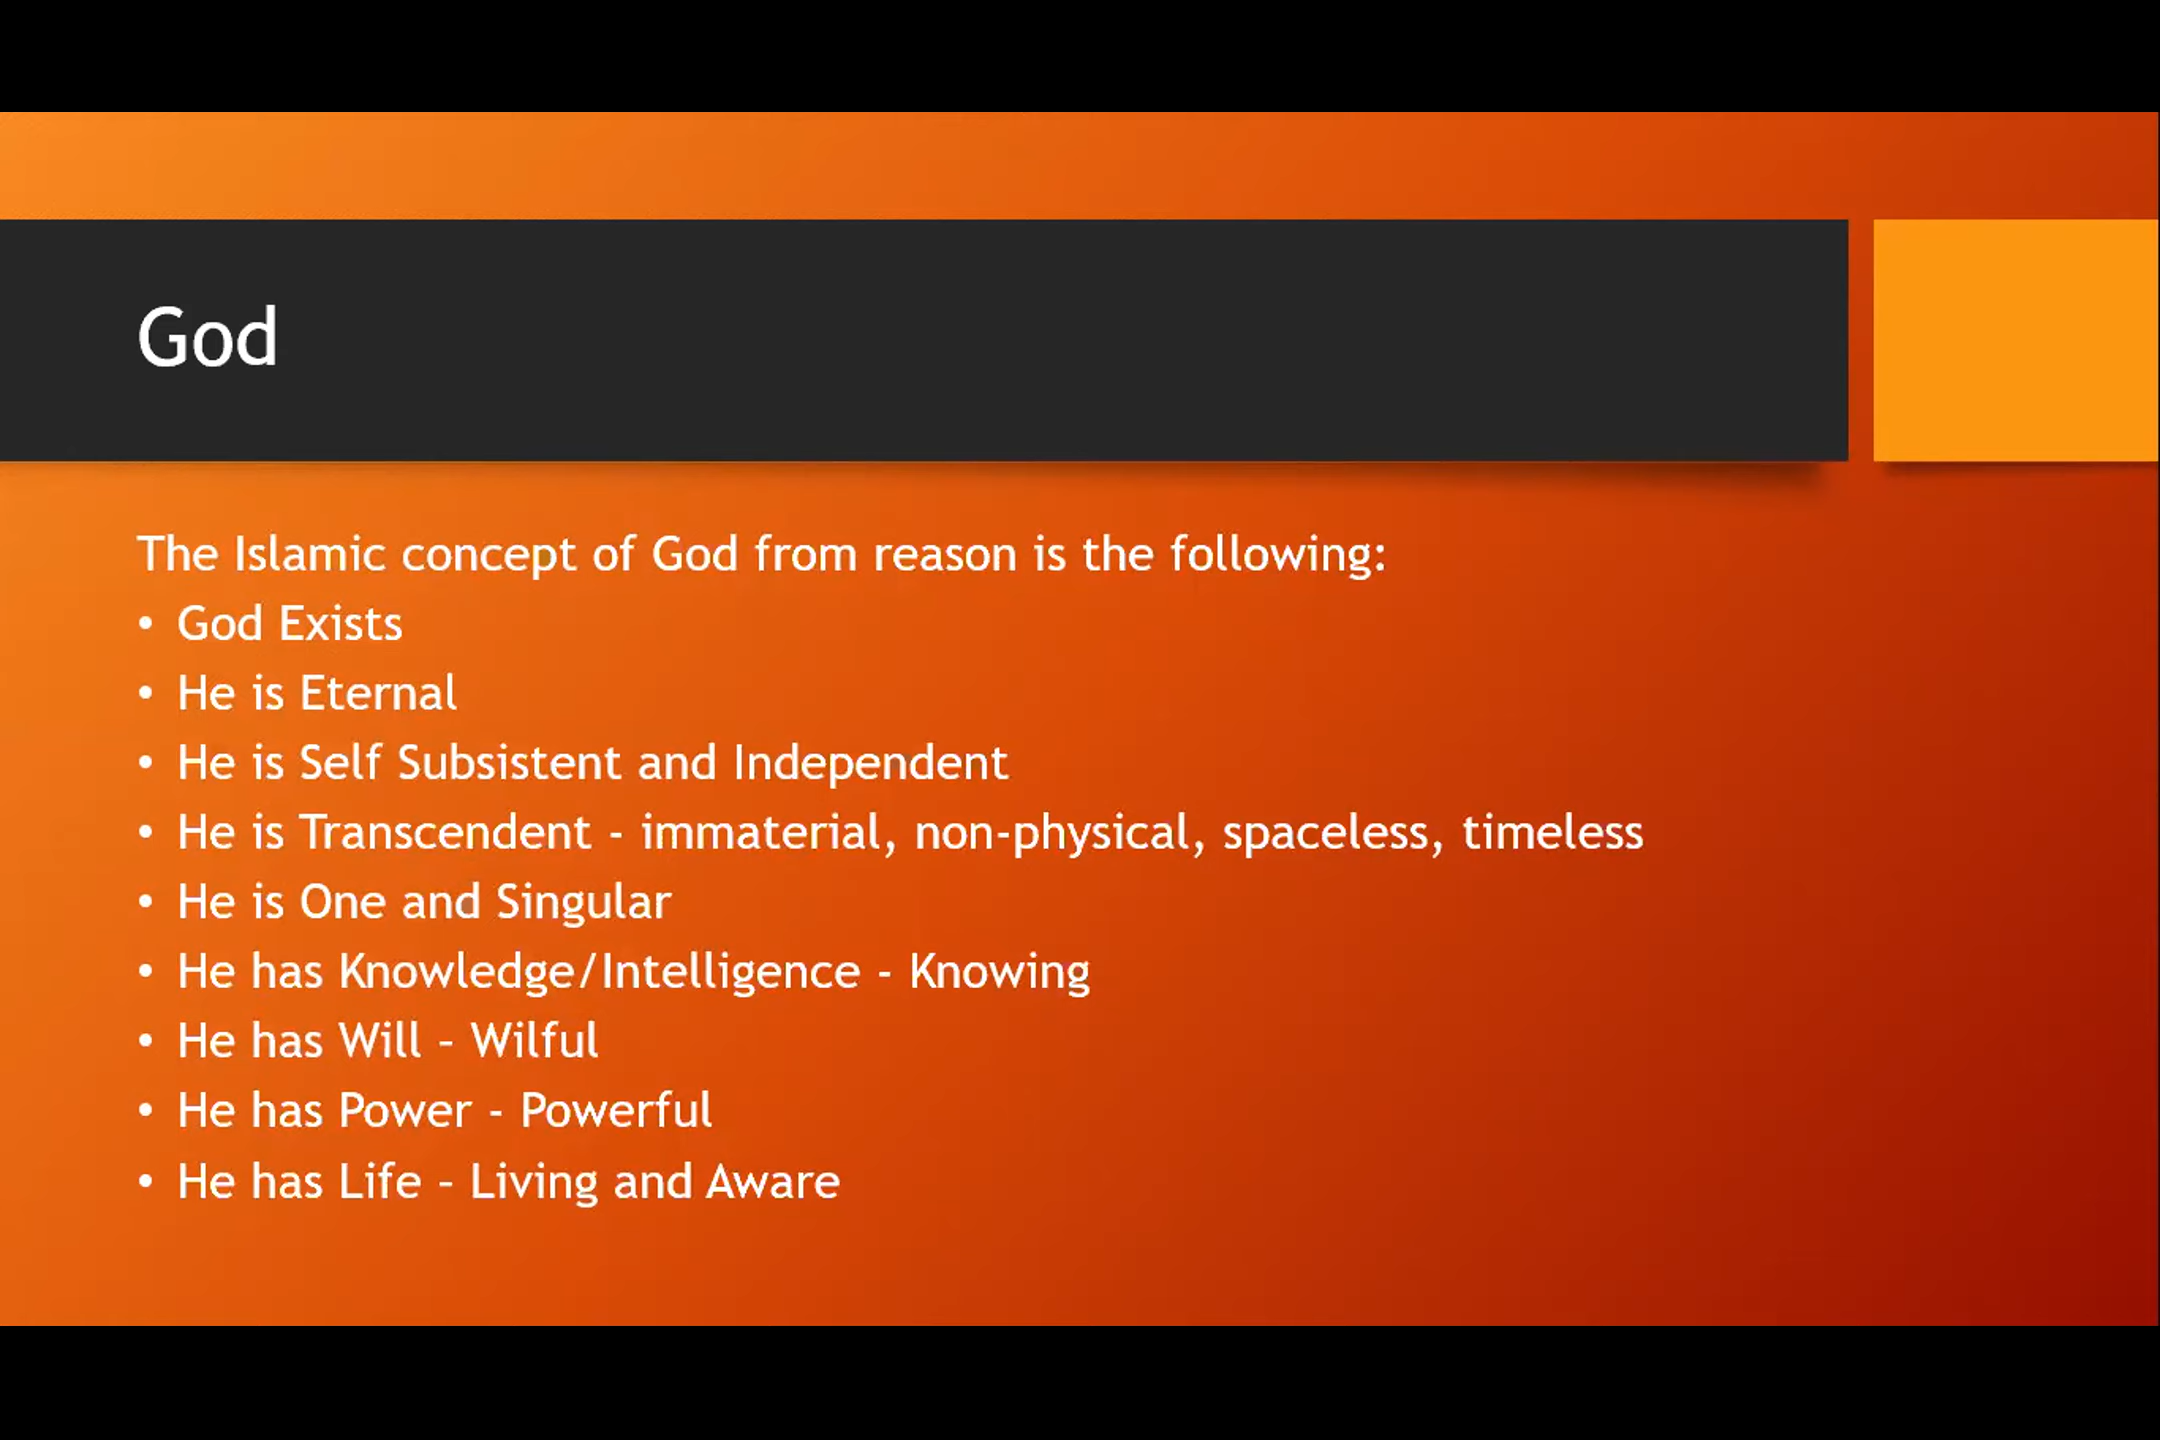 God
The Islamic concept of God from reason is the following:
• God Exists
• He is Eternal
• He is Self Subsistent and Independent
• He is Transcendent - immaterial, non-physical, spaceless, timeless
• He is One and Singular
• He has Knowledge/Intelligence - Knowing
• He has Will – Wilful
• He has Power - Powerful
• He has Life – Living and Aware